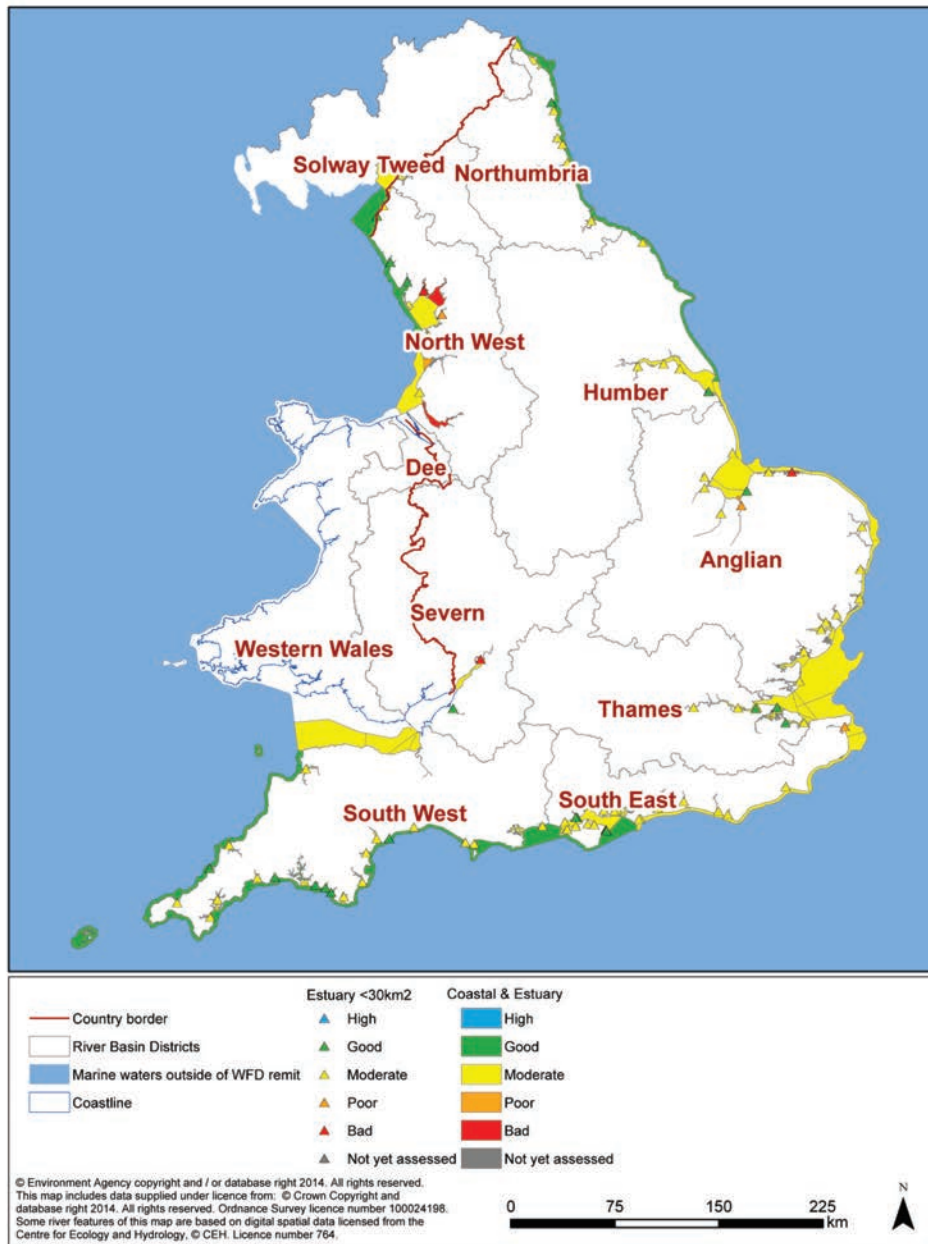 Solway Tweed
Northumbria
North West
Humber
Dee
Anglian
Severn
Western Wales
Thames
South East
South West
Estuary <30km2
Coastal & Estuary
Country border
River Basin Districts
Marine waters outside of WFD remit
Coastline
High
Good
Moderate
Poor
Bad
Not yet assessed
High
Good
Moderate
Poor
Bad
Not yet assessed
© Environment Agency copyright and / or database right 2014. All rights reserved.
This map includes data supplied under licence from: © Crown Copyright and
database right 2014. All rights reserved. Ordnance Survey licence number 100024198.
Some river features of this map are based on digital spatial data licensed from the
Centre for Ecology and Hydrology, © CEH. Licence number 764.
0 75 150 225
km
N